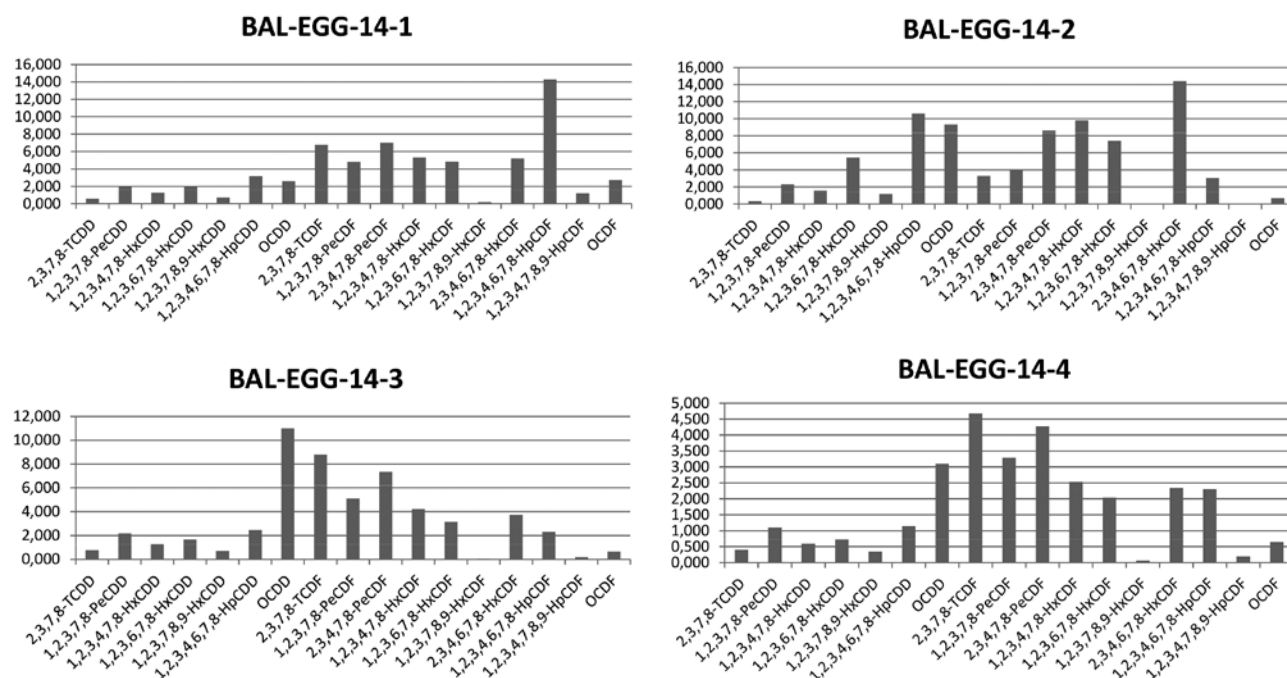 BAL-EGG-14-1
16,000
14,000
12,000
10,000
8,000
6,000
4,000
2,000
0,000
2,3,7,8-TCDD
1,2,3,7,8-PeCDD
1,2,3,4,7,8-HxCDD
1,2,3,6,7,8-HxCDD
1,2,3,7,8,9-HxCDD
1,2,3,4,6,7,8-HpCDD
OCDD
2,3,7,8-TCDF
1,2,3,7,8-PeCDF
2,3,4,7,8-PeCDF
1,2,3,4,7,8-HxCDF
1,2,3,6,7,8-HxCDF
1,2,3,7,8,9-HxCDF
2,3,4,6,7,8-HxCDF
1,2,3,4,6,7,8-HpCDF
1,2,3,4,7,8,9-HpCDF
OCDF
BAL-EGG-14-2
16,000
14,000
12,000
10,000
8,000
6,000
4,000
2,000
0,000
2,3,7,8-TCDD
1,2,3,7,8-PeCDD
1,2,3,4,7,8-HxCDD
1,2,3,6,7,8-HxCDD
1,2,3,7,8,9-HxCDD
1,2,3,4,6,7,8-HpCDD
OCDD
2,3,7,8-TCDF
1,2,3,7,8-PeCDF
2,3,4,7,8-PeCDF
1,2,3,4,7,8-HxCDF
1,2,3,6,7,8-HxCDF
1,2,3,7,8,9-HxCDF
2,3,4,6,7,8-HxCDF
1,2,3,4,6,7,8-HpCDF
1,2,3,4,7,8,9-HpCDF
OCDF
BAL-EGG-14-3
12,000
10,000
8,000
6,000
4,000
2,000
0,000
2,3,7,8-TCDD
1,2,3,7,8-PeCDD
1,2,3,4,7,8-HxCDD
1,2,3,6,7,8-HxCDD
1,2,3,7,8,9-HxCDD
1,2,3,4,6,7,8-HpCDD
OCDD
2,3,7,8-TCDF
1,2,3,7,8-PeCDF
2,3,4,7,8-PeCDF
1,2,3,4,7,8-HxCDF
1,2,3,6,7,8-HxCDF
1,2,3,7,8,9-HxCDF
2,3,4,6,7,8-HxCDF
1,2,3,4,6,7,8-HpCDF
1,2,3,4,7,8,9-HpCDF
OCDF
BAL-EGG-14-4
5,000
4,500
4,000
3,500
3,000
2,500
2,000
1,500
1,000
0,500
0,000
2,3,7,8-TCDD
1,2,3,7,8-PeCDD
1,2,3,4,7,8-HxCDD
1,2,3,6,7,8-HxCDD
1,2,3,7,8,9-HxCDD
1,2,3,4,6,7,8-HpCDD
OCDD
2,3,7,8-TCDF
1,2,3,7,8-PeCDF
2,3,4,7,8-PeCDF
1,2,3,4,7,8-HxCDF
1,2,3,6,7,8-HxCDF
1,2,3,7,8,9-HxCDF
2,3,4,6,7,8-HxCDF
1,2,3,4,6,7,8-HpCDF
1,2,3,4,7,8,9-HpCDF
OCDF